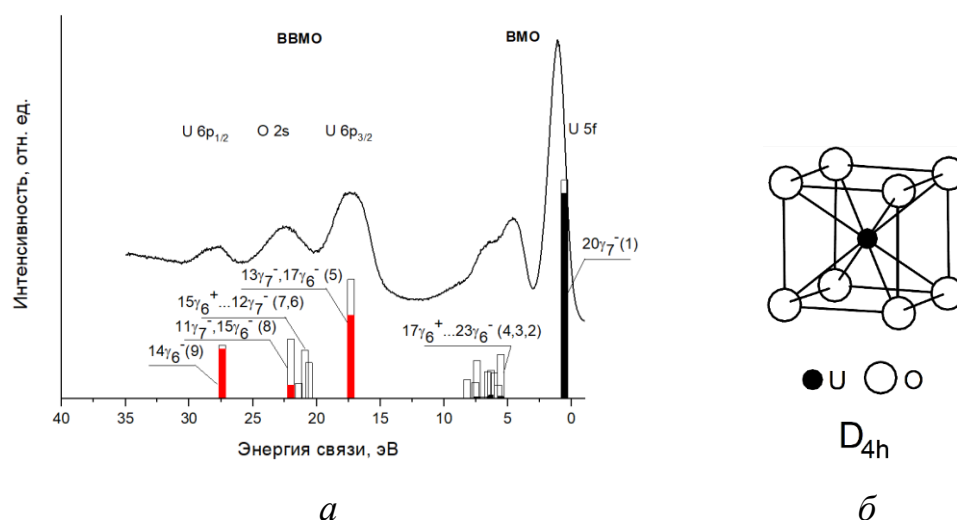 ВВМО
ВМО
U 6p1/2
O 2s
U 6p3/2
U 5f
Интенсивность, отн. ед.
20γ7-(1)
13γ7-,17γ6-(5)
15γ6+...12γ7- (7,6)
11γ7-,15γ6-(8)
14γ6-(9)
17γ6+...23γ6- (4,3,2)
40 35 30 25 20 15 10 5 0
Энергия связи, эВ
а
U O
D4h
б